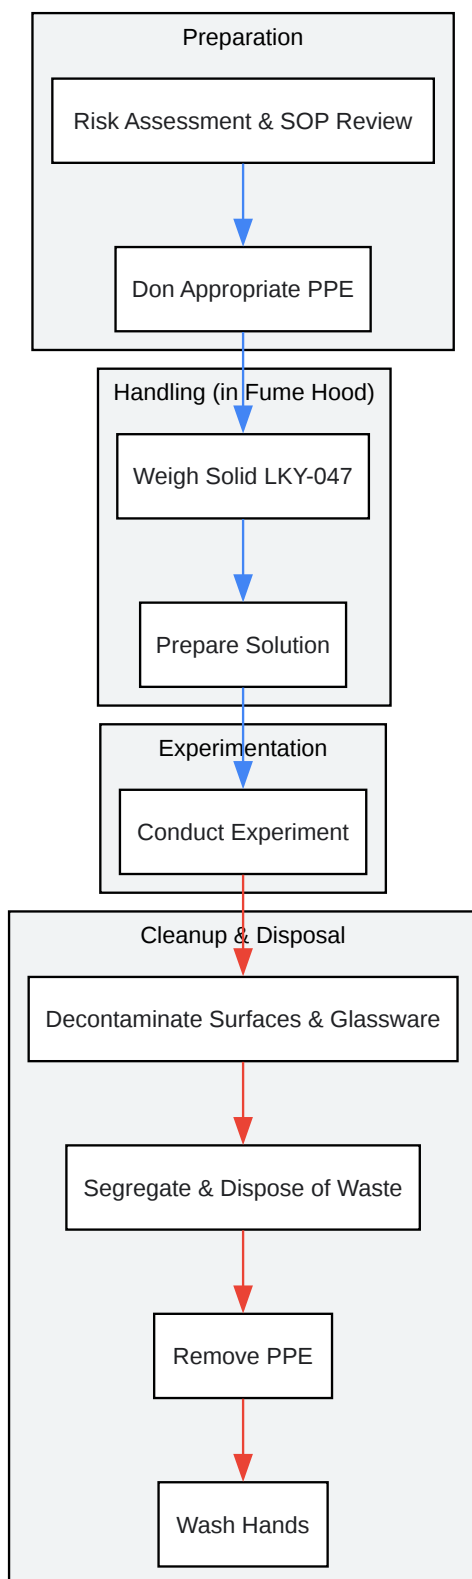 Preparation
Risk Assessment & SOP Review
Don Appropriate PPE
Handling (in Fume Hood)
Weigh Solid LKY-047
Prepare Solution
Experimentation
Conduct Experiment
Cleanup & Disposal
Decontaminate Surfaces & Glassware
Segregate & Dispose of Waste
Remove PPE
Wash Hands